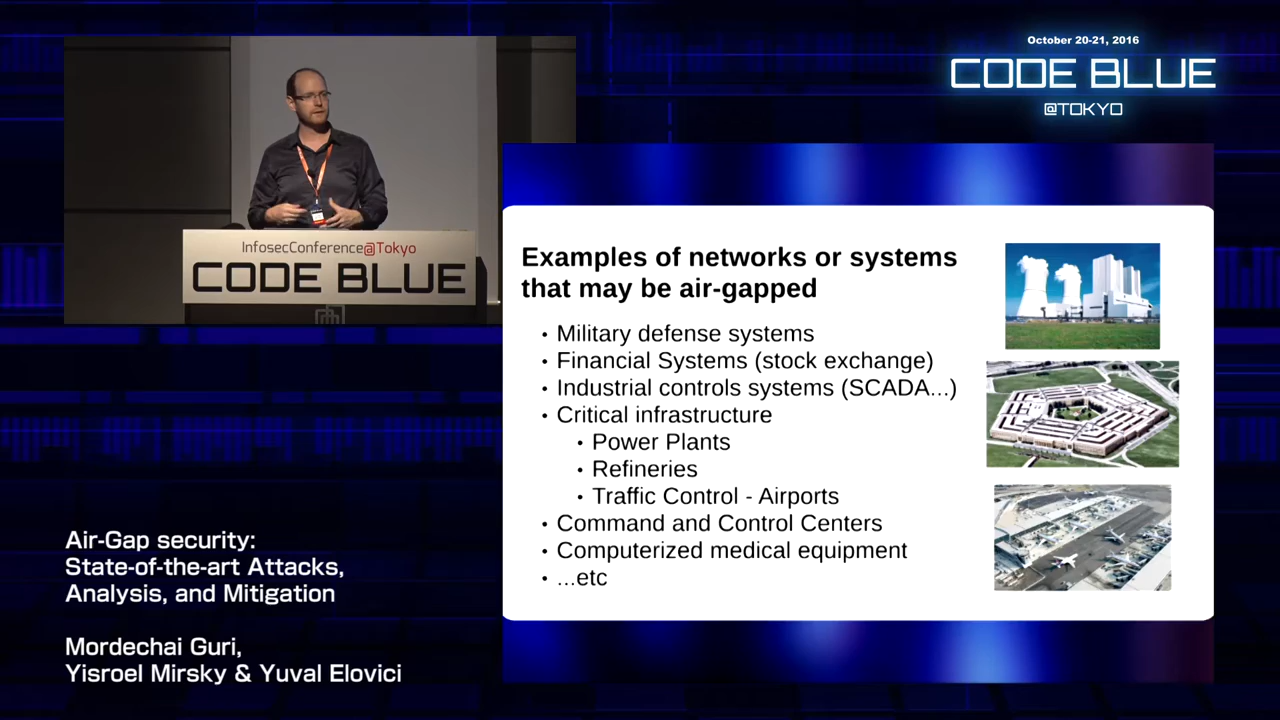 October 20-21, 2016
CODE BLUE
@TOKYO
InfosecConference@Tokyo
CODE BLUE
Examples of networks or systems
that may be air-gapped
• Military defense systems
• Financial Systems (stock exchange)
• Industrial controls systems (SCADA...)
• Critical infrastructure
• Power Plants
• Refineries
• Traffic Control - Airports
• Command and Control Centers
• Computerized medical equipment
• ...etc
Air-Gap security:
State-of-the-art Attacks,
Analysis, and Mitigation
Mordechai Guri,
Yisroel Mirsky & Yuval Elovici